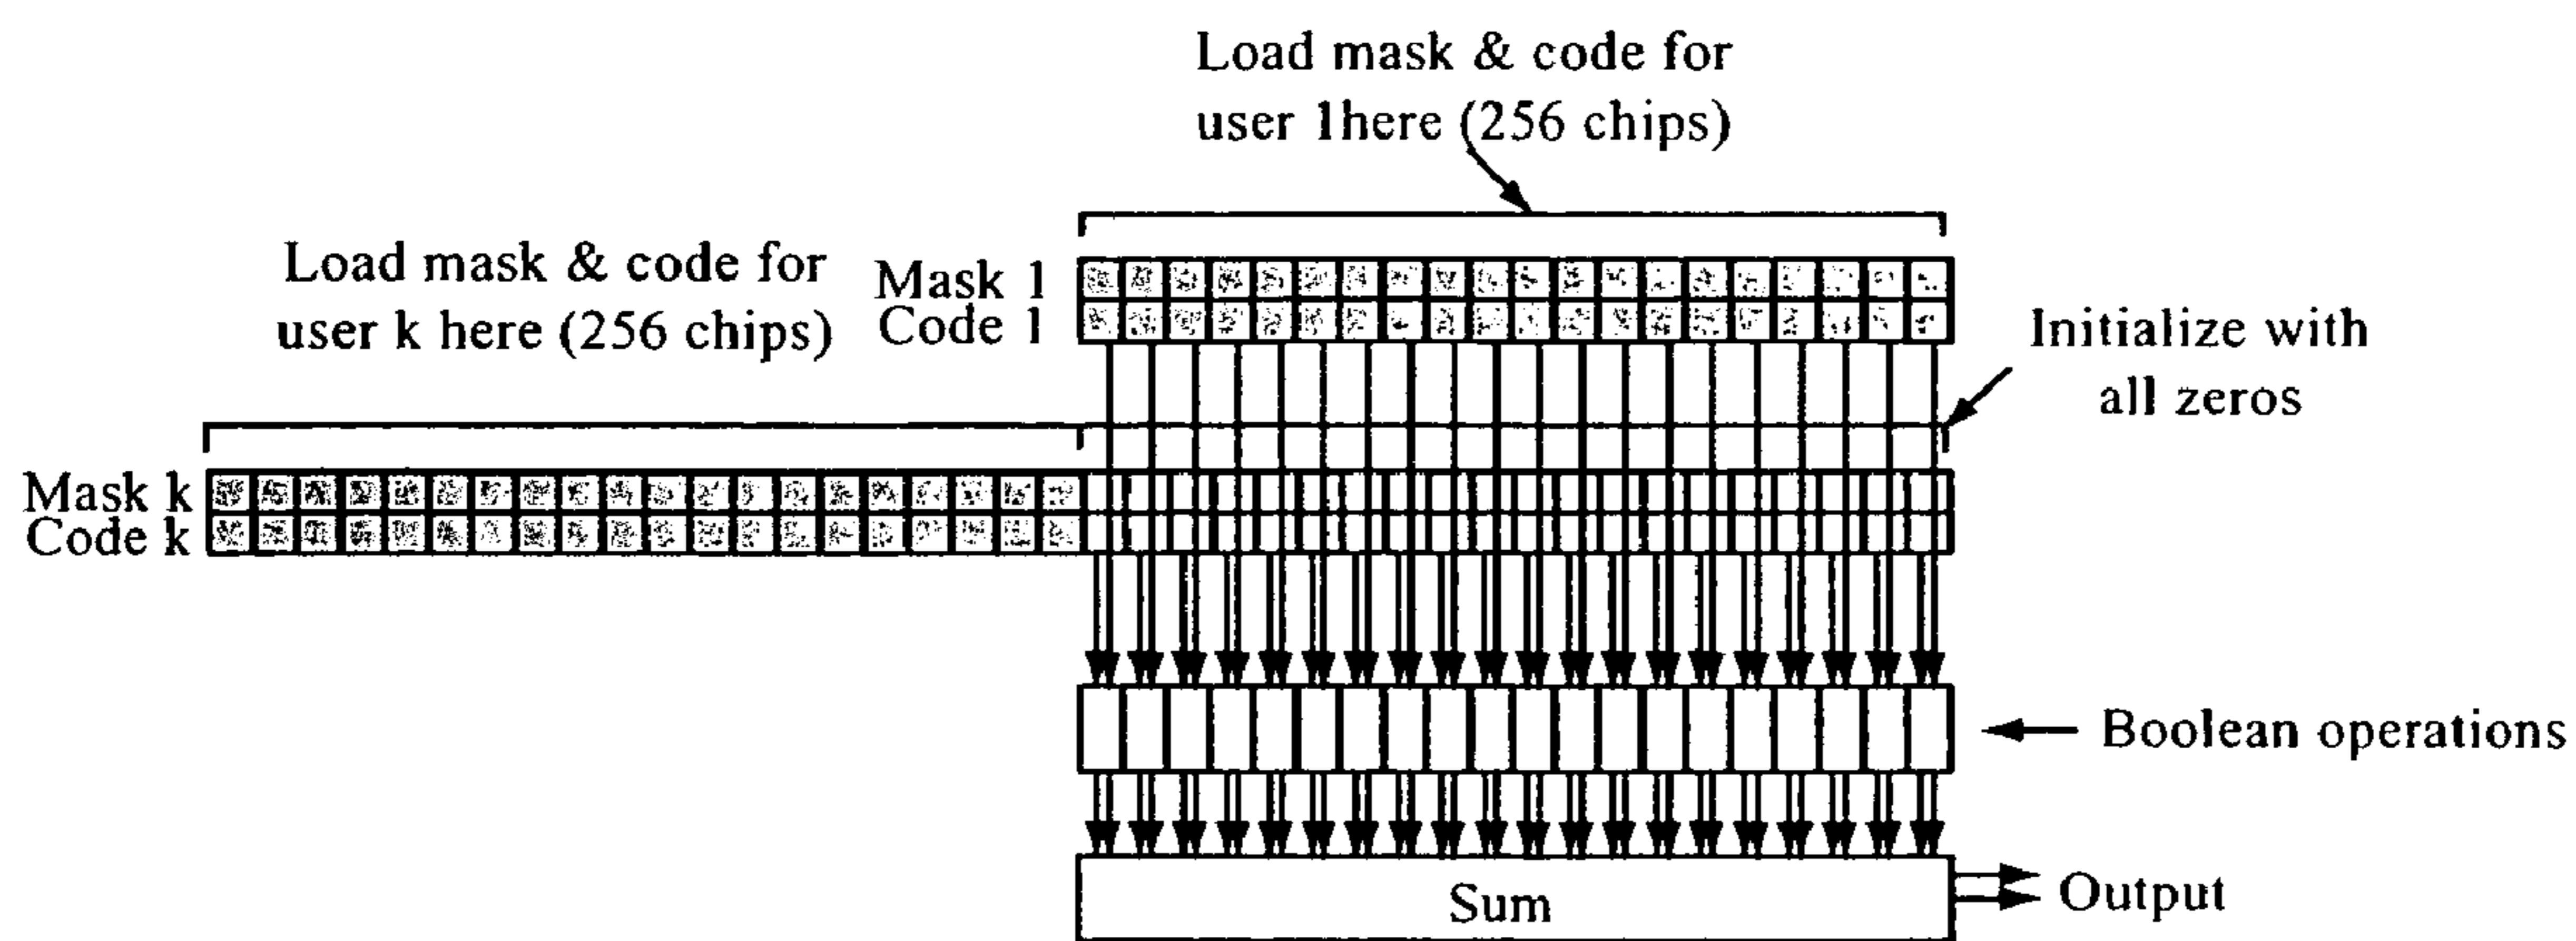 Load mask & code for
user 1here (256 chips)
Load mask & code for
user k here (256 chips)
Mask 1
Code 1
Initialize with
all zeros
Mask k
Code k
Boolean operations
Sum
Output